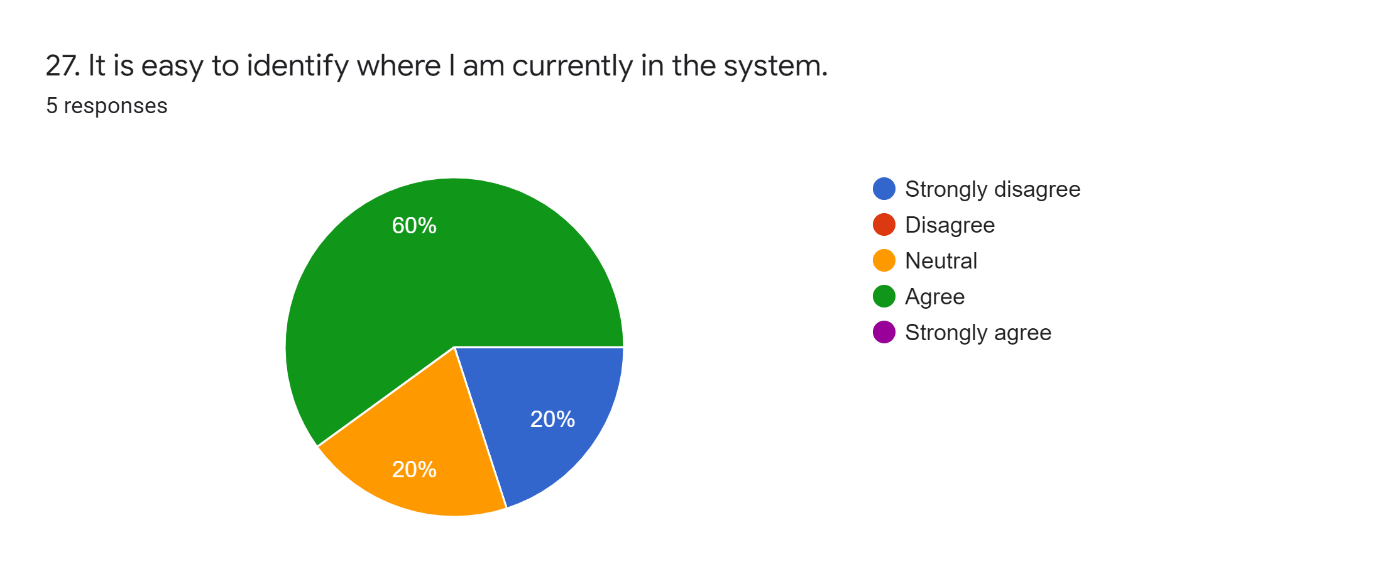 27. It is easy to identify where I am currently in the system.
5 responses
60%
20%
20%
Strongly disagree
Disagree
Neutral
Agree
Strongly agree